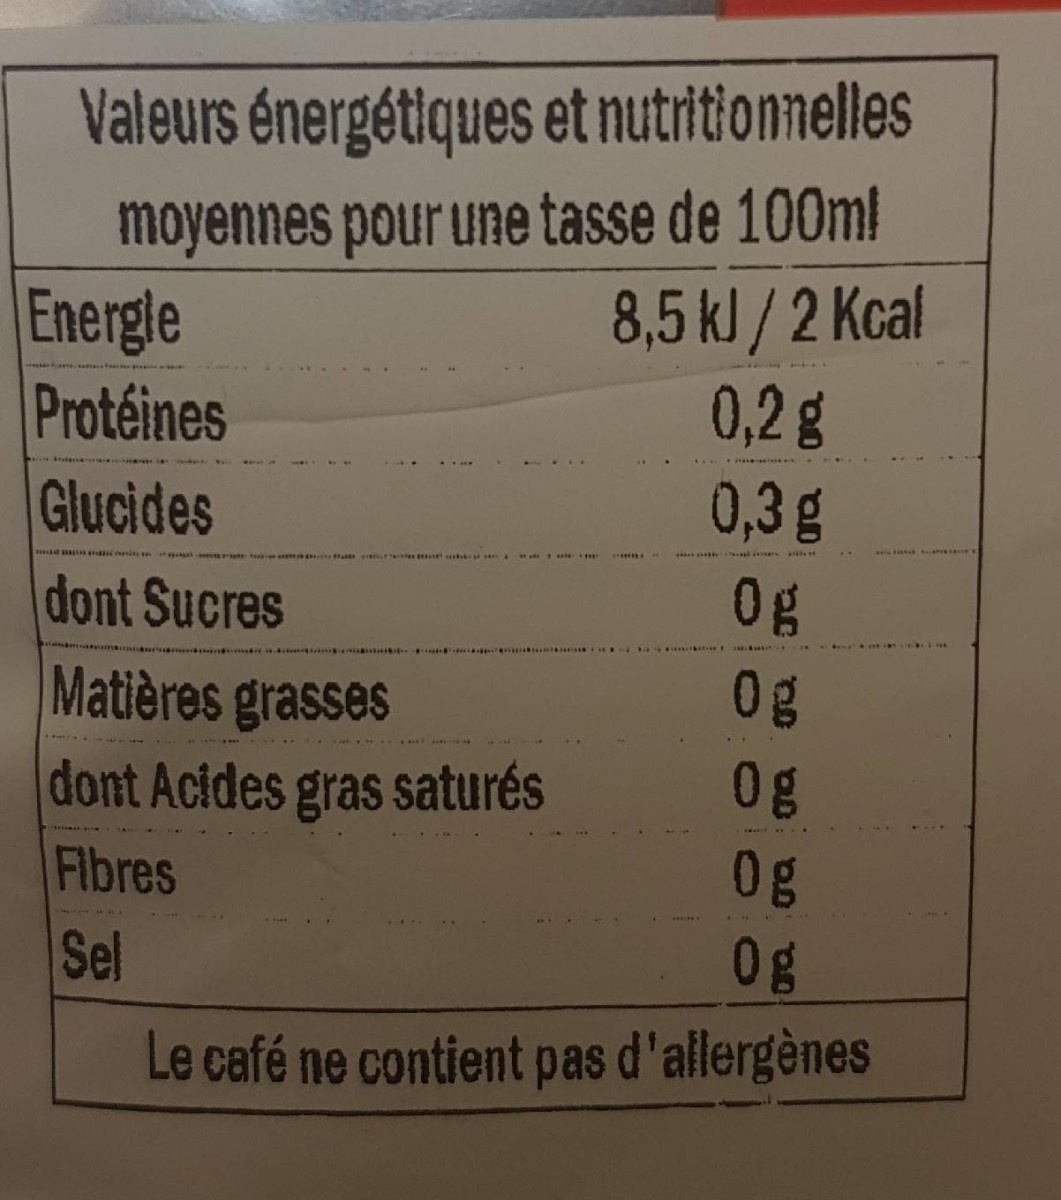 Valeurs énergétiques et nutritionnelles
moyennes pour une tasse de 100ml
Energie 8,5 kJ / 2 Kcal
Protéines 0,2 g
Glucides 0,3 g
dont Sucres 0 g
Matières grasses 0 g
dont Acides gras saturés 0 g
Fibres 0 g
Sel 0 g
Le café ne contient pas d'allergènes